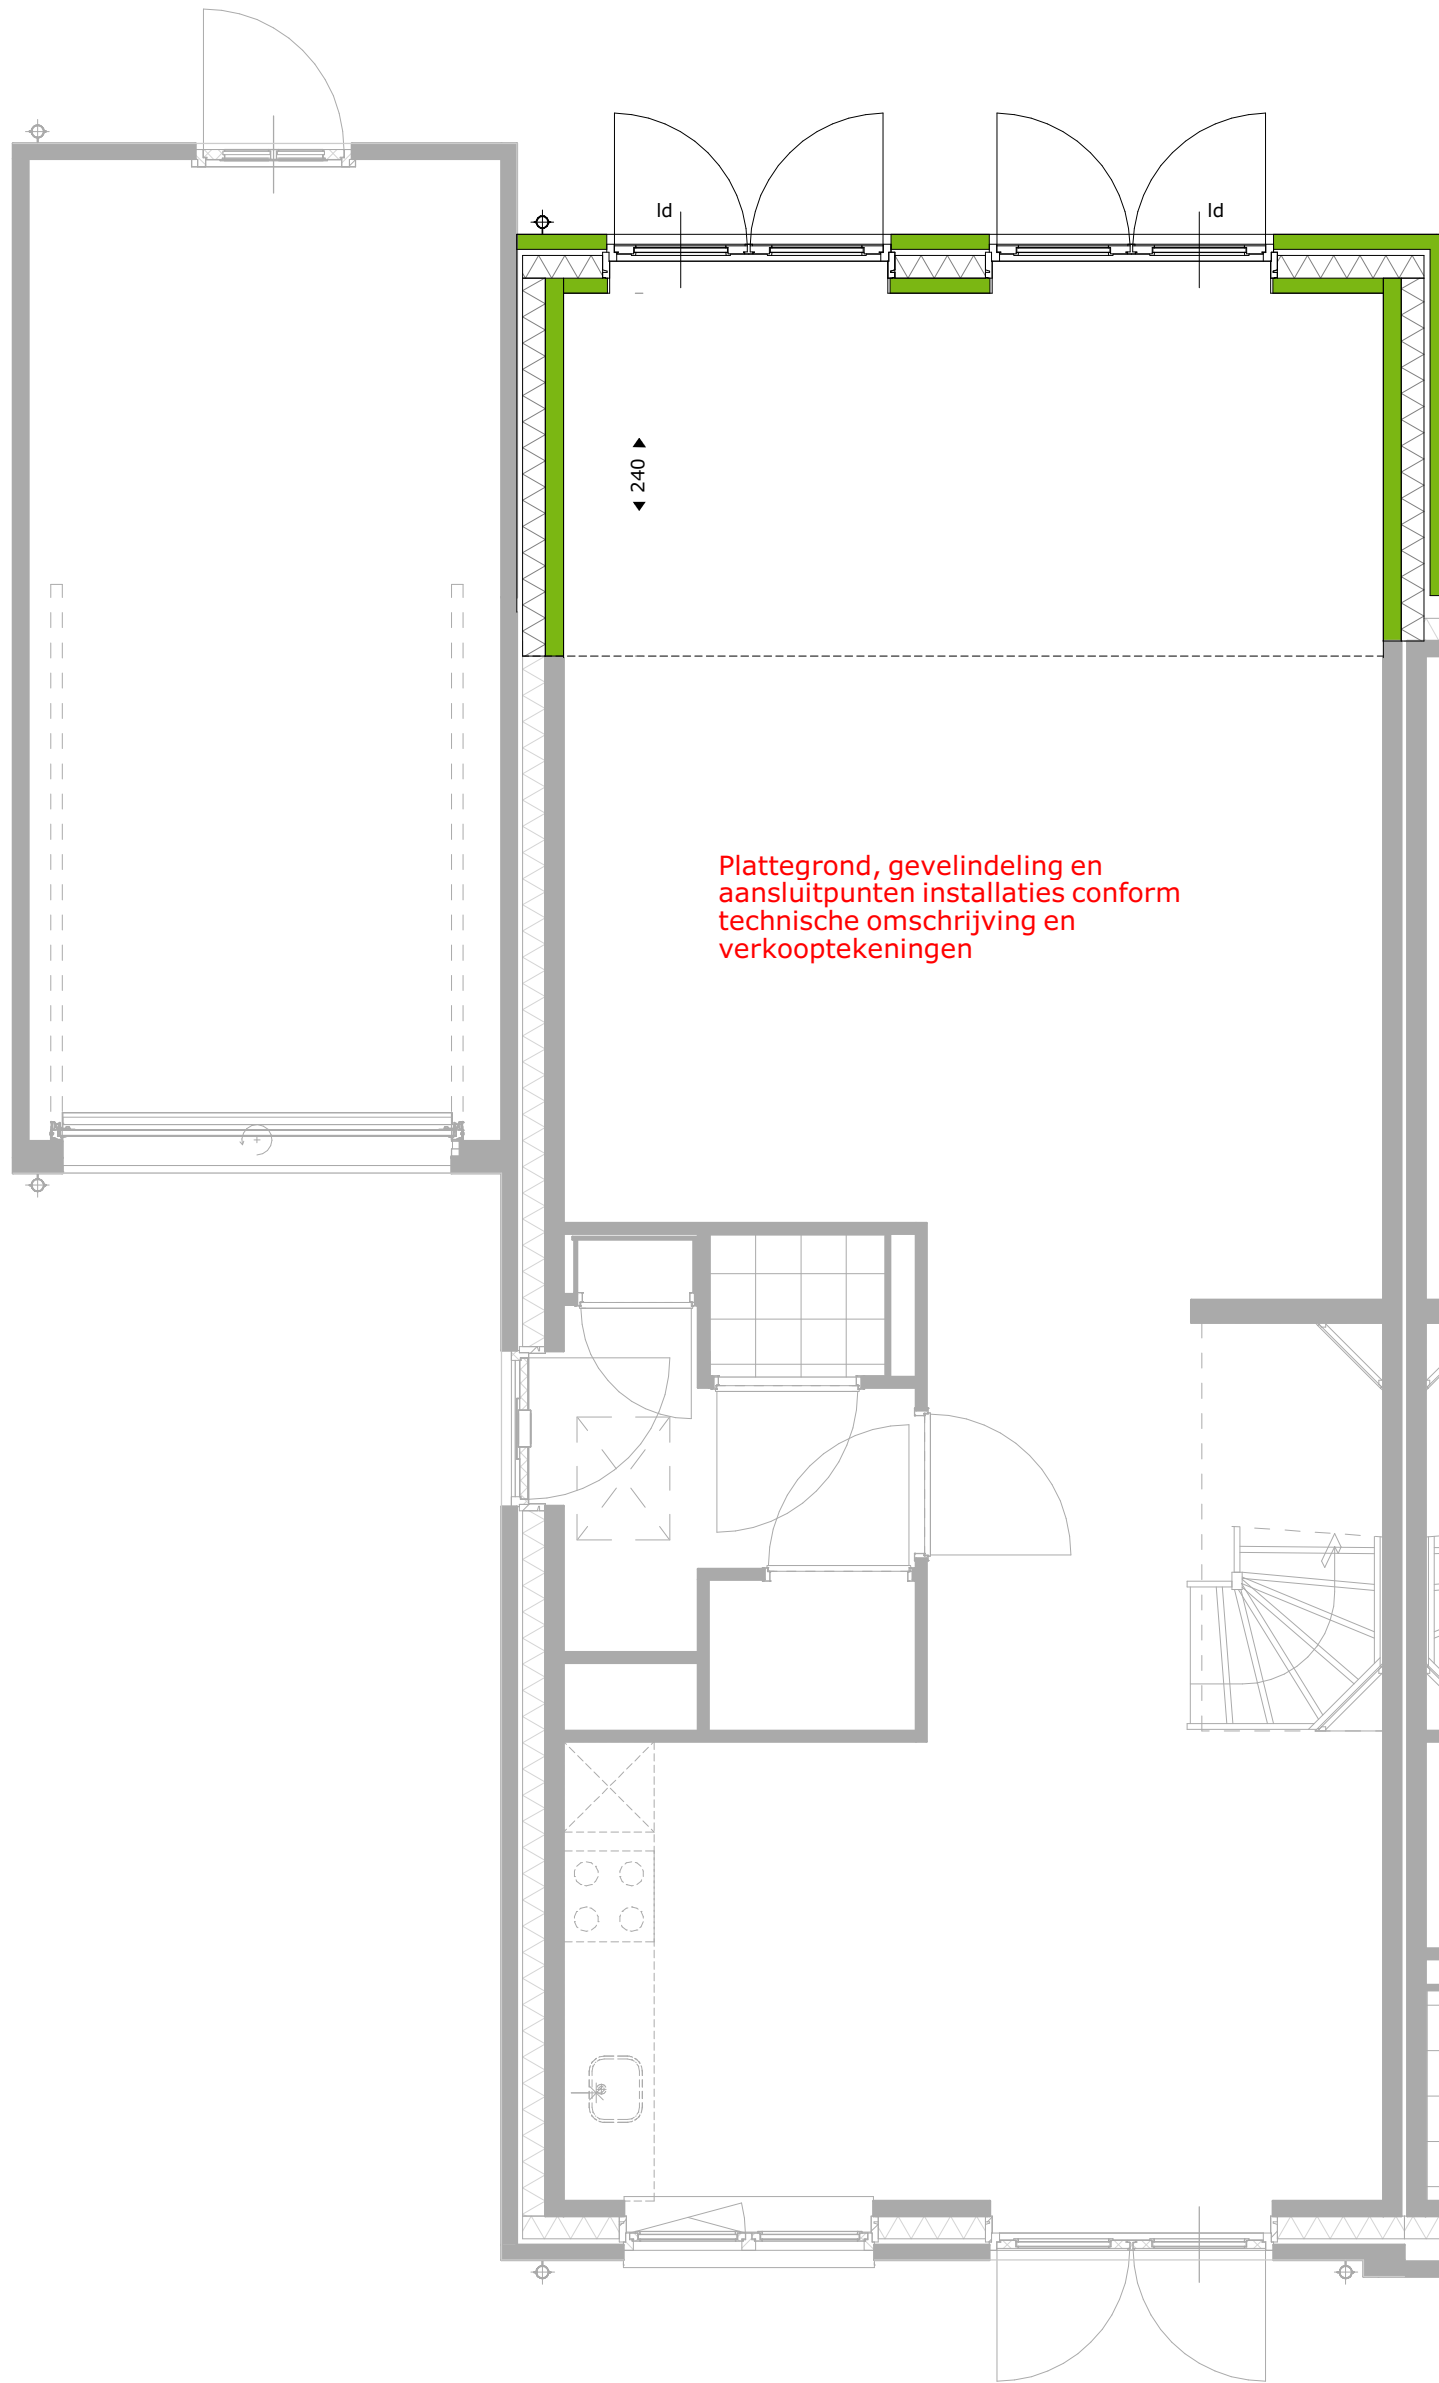 ld
ld
240
Plattegrond, gevelindeling en
aansluitpunten installaties conform
technische omschrijving en
verkooptekeningen